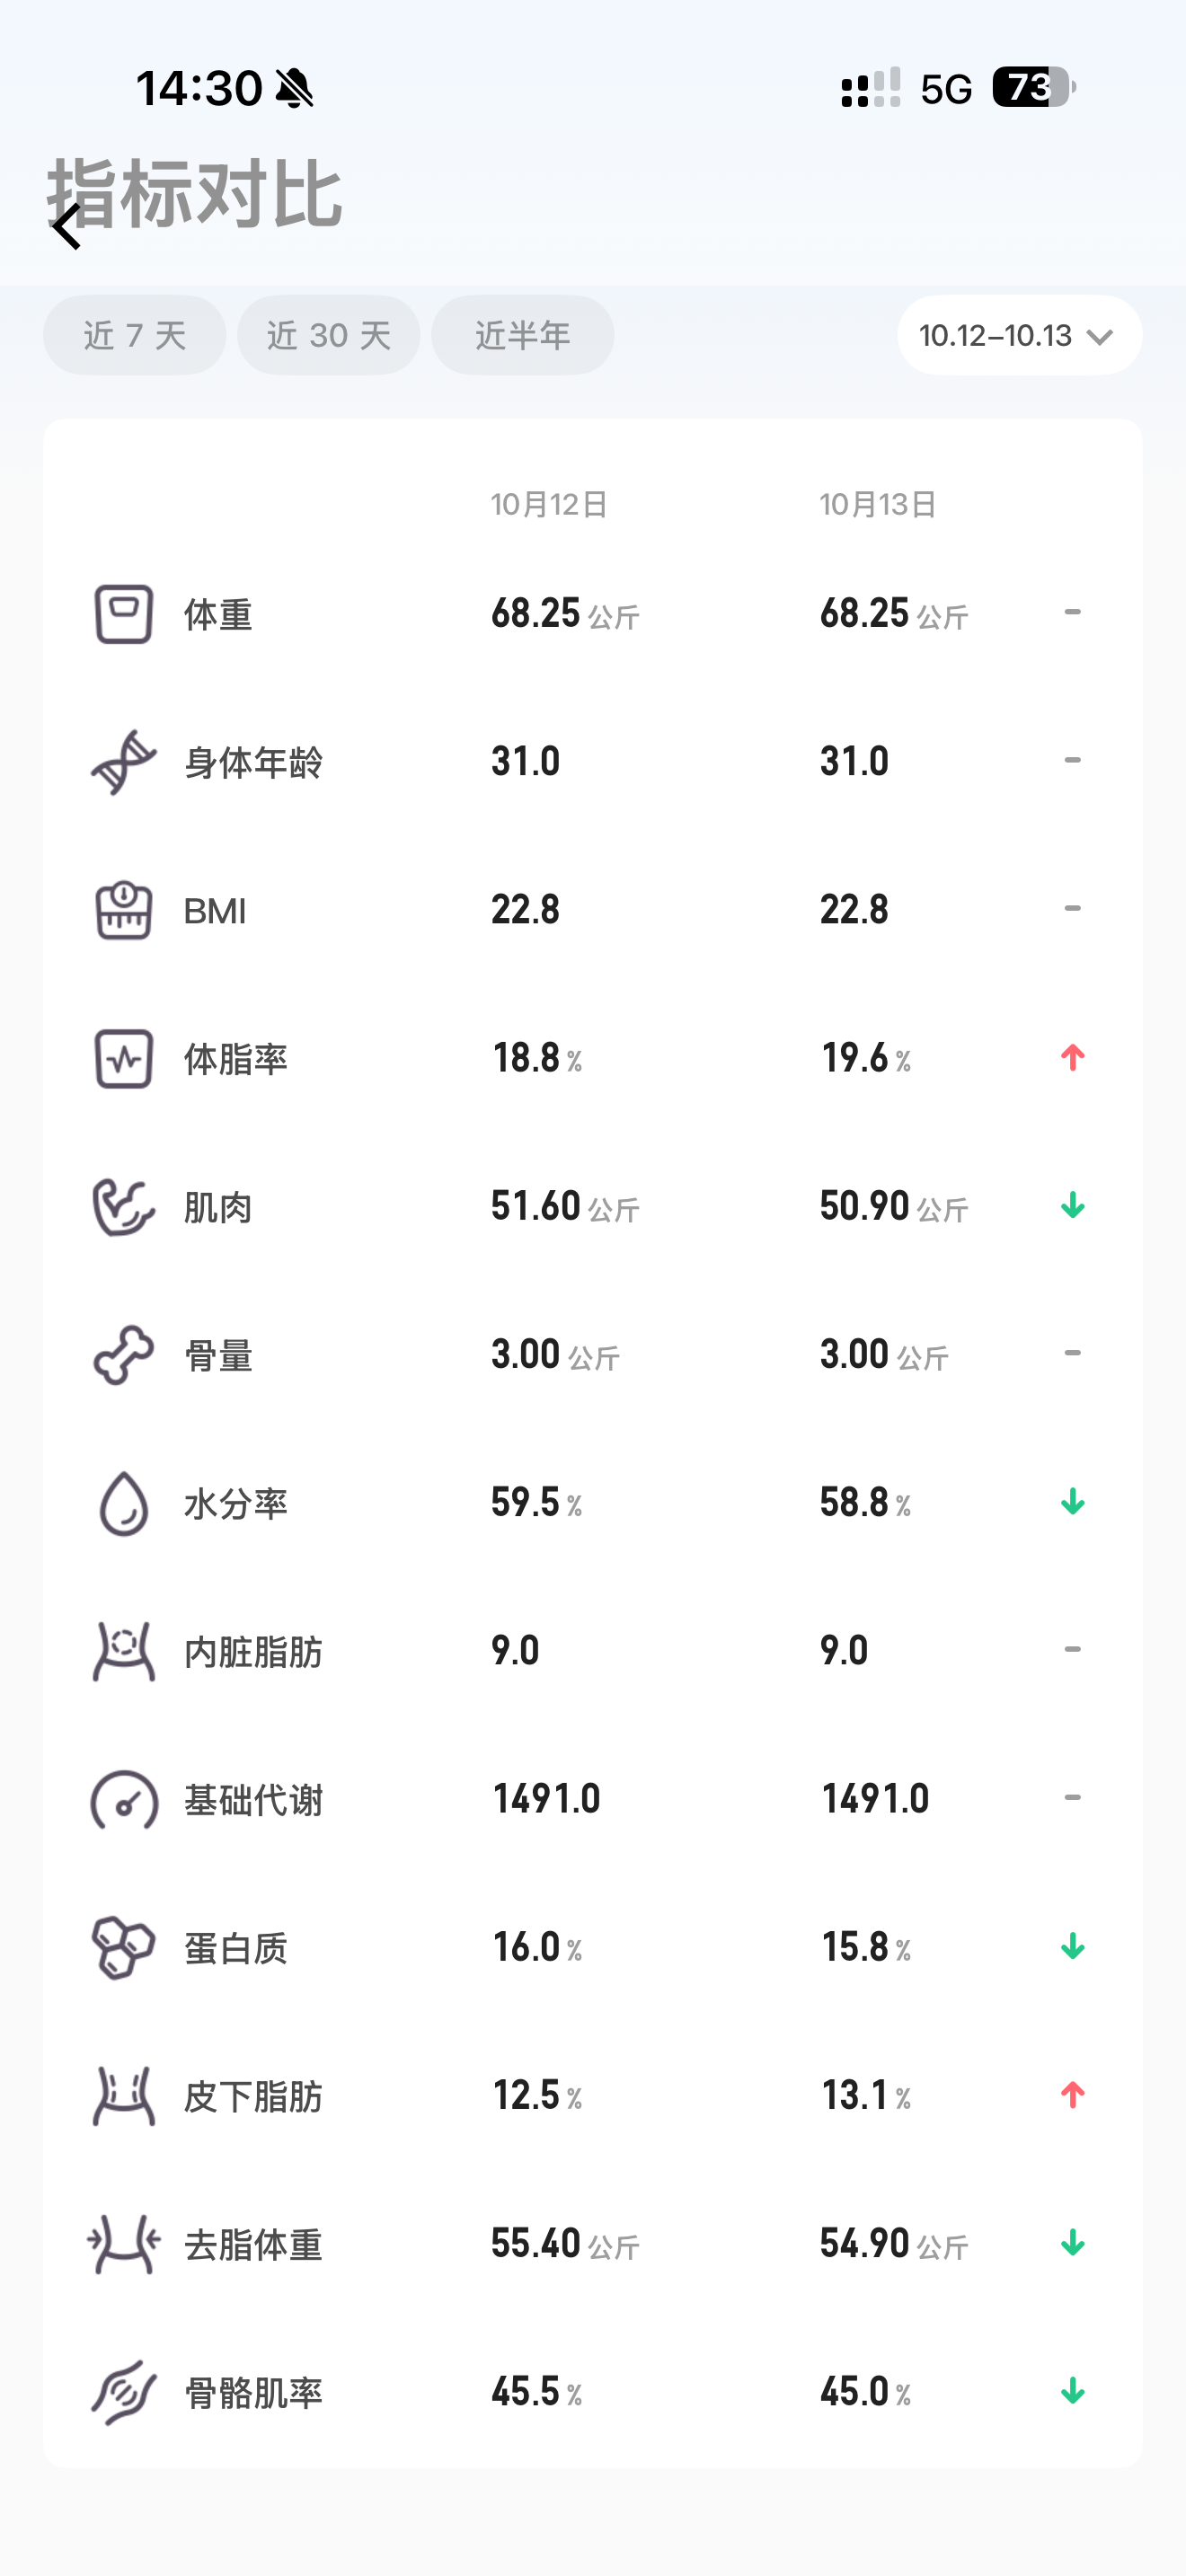 14:30 5G 73
指标对比
近 7 天 近 30 天 近半年 10.12–10.13
10月12日 10月13日
体重 68.25 公斤 68.25 公斤 –
身体年龄 31.0 31.0 –
BMI 22.8 22.8 –
体脂率 18.8 % 19.6 % ↑
肌肉 51.60 公斤 50.90 公斤 ↓
骨量 3.00 公斤 3.00 公斤 –
水分率 59.5 % 58.8 % ↓
内脏脂肪 9.0 9.0 –
基础代谢 1491.0 1491.0 –
蛋白质 16.0 % 15.8 % ↓
皮下脂肪 12.5 % 13.1 % ↑
去脂体重 55.40 公斤 54.90 公斤 ↓
骨骼肌率 45.5 % 45.0 % ↓